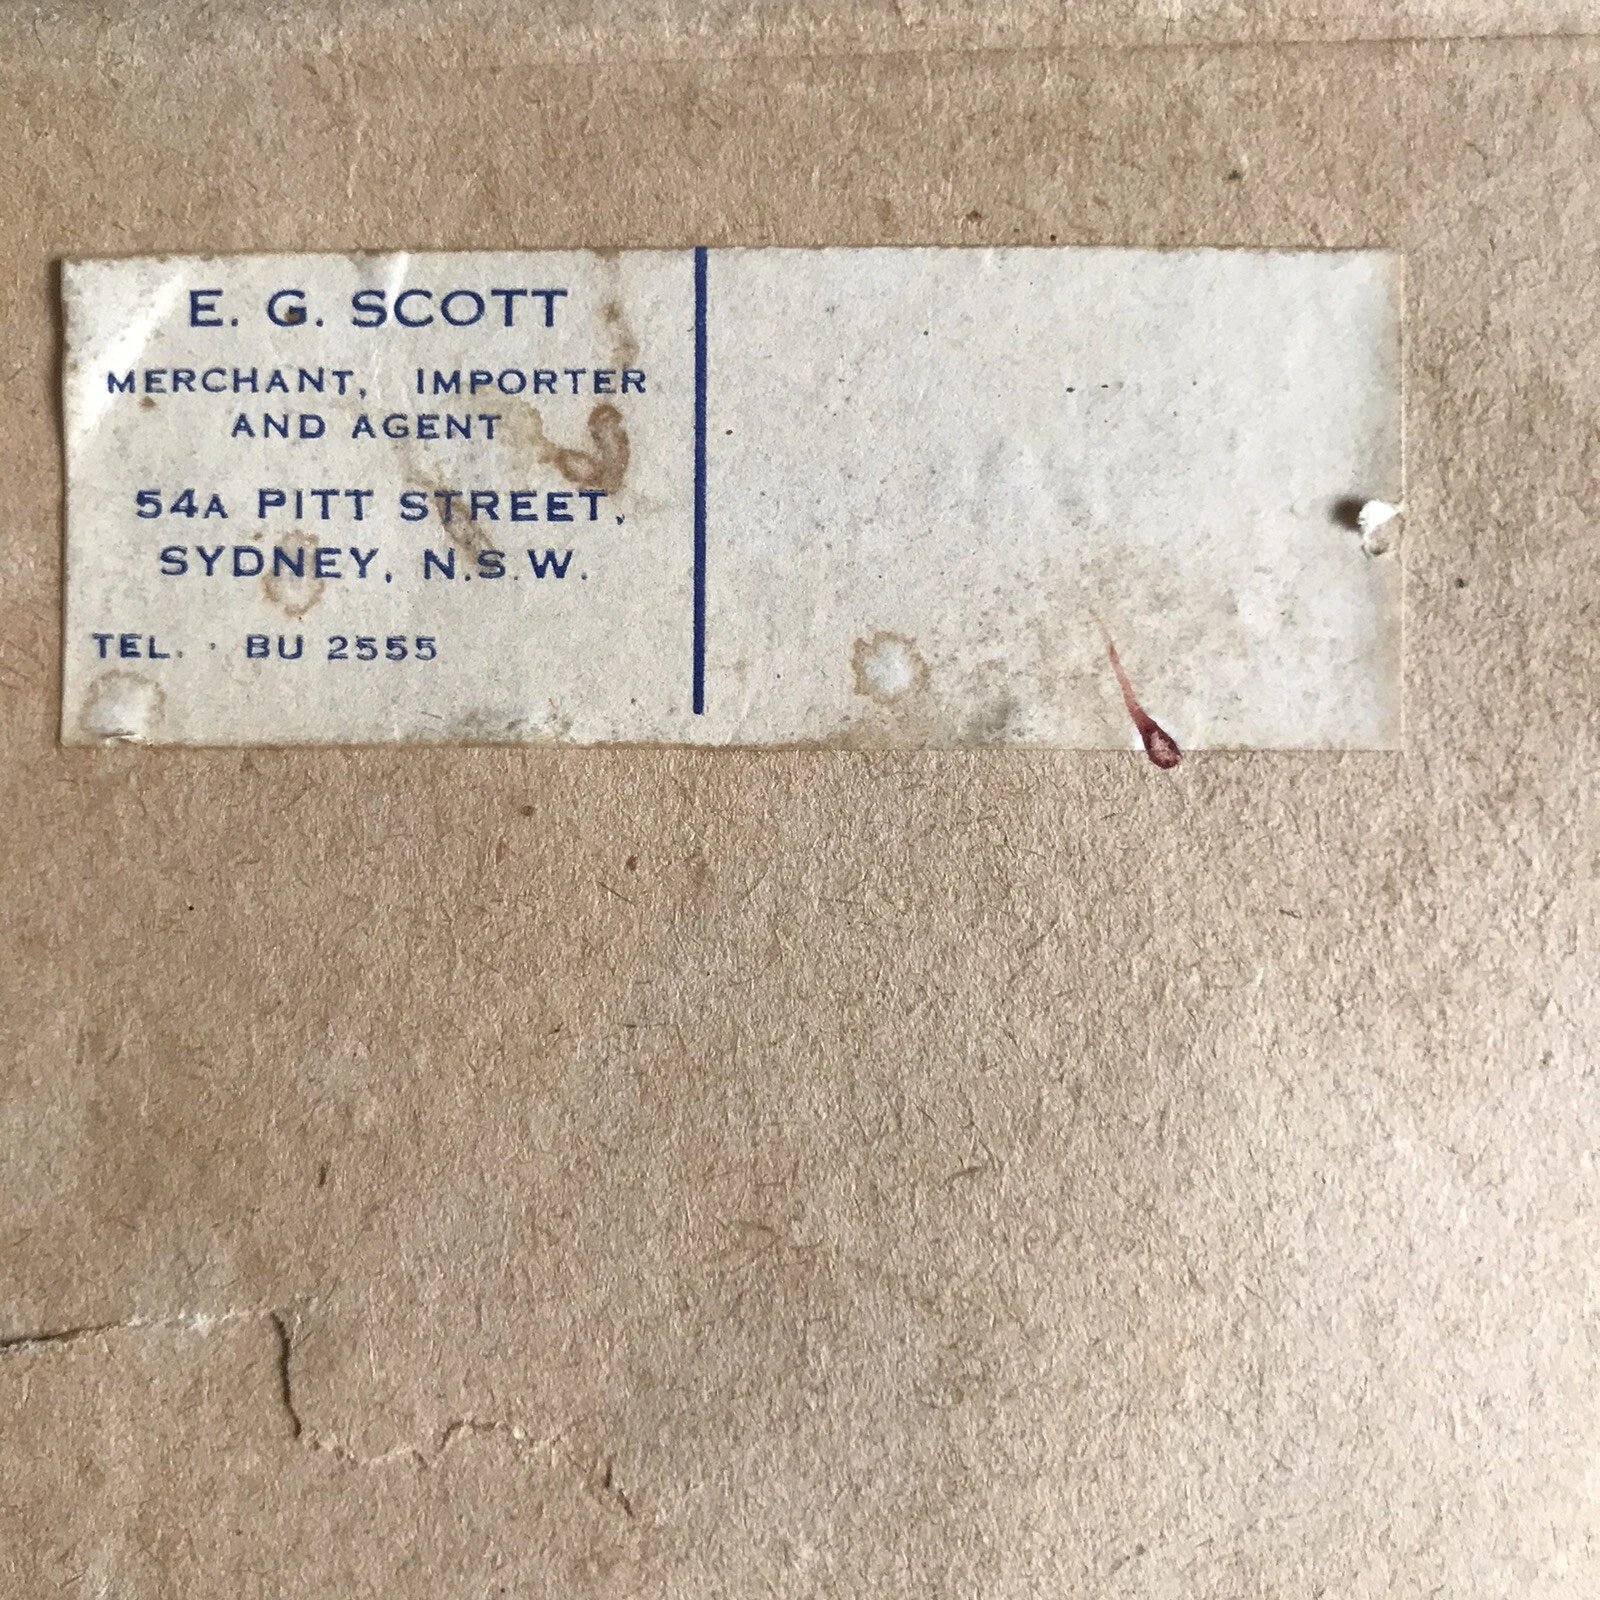 E. G. SCOTT
MERCHANT, IMPORTER
AND AGENT
54A PITT STREET,
SYDNEY, N.S.W.
TEL. · BU 2555